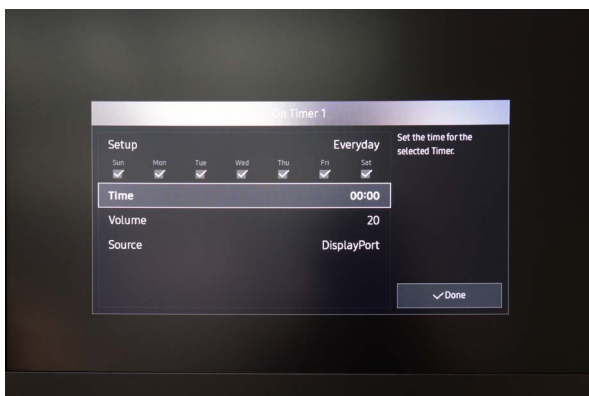 On Timer 1
Setup Everyday
Sun Mon Tue Wed Thu Fri Sat
Time 00:00
Volume 20
Source DisplayPort
Set the time for the
selected Timer.
Done